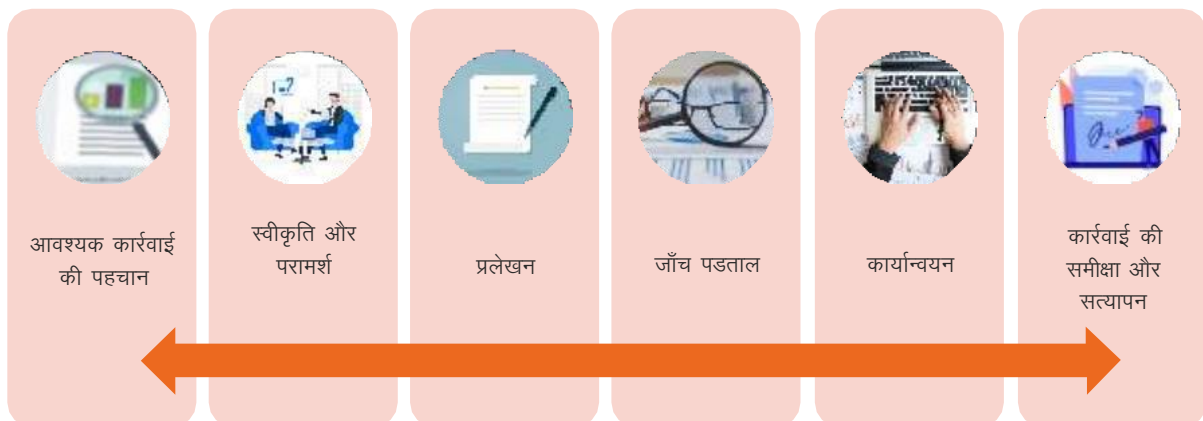 आवश्यक कार्रवाई
की पहचान
स्वीकृति और
परामर्श
प्रलेखन
जाँच पडताल
कार्यान्वयन
कार्रवाई की
समीक्षा और
सत्यापन